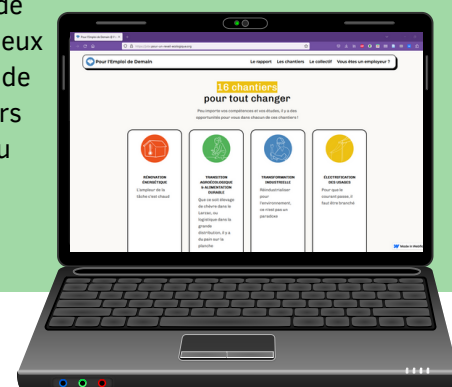 de
eux
de
rs
u
Pour l'Emploi de Demain
Le rapport Les chantiers Le collectif Vous êtes un employeur ?
16 chantiers
pour tout changer
Peu importe vos compétences et vos études, il y a des
opportunités pour vous dans chacun de ces chantiers !
RÉNOVATION
ÉNERGÉTIQUE
L'ampleur de la
tâche n'est chaud
TRANSITION
AGROÉCOLOGIQUE
& ALIMENTATION
DURABLE
Que ce soit élevage
de chèvre dans le
Larzac, ou
logistique dans la
grande
distribution, il y a
du pain sur la
planche
TRANSFORMATION
INDUSTRIELLE
Réindustrialiser
pour
l'environnement,
ce n'est pas un
paradoxe
ÉLECTRIFICATION
DES USAGES
Pour que le
courant passe, il
faut être branché
Made in Webflow